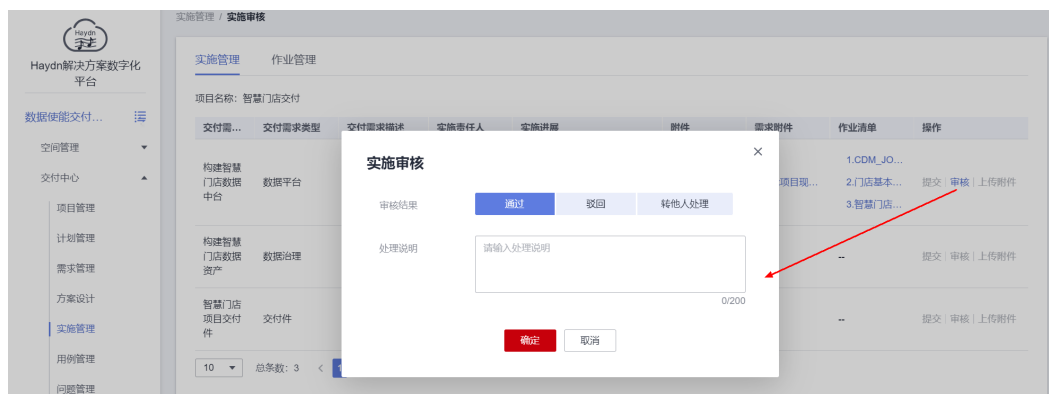 实施管理 / 实施审核
Haydn
Haydn解决方案数字化
平台
数据使能交付...
空间管理
交付中心
项目管理
计划管理
需求管理
方案设计
实施管理
用例管理
问题管理
实施管理 作业管理
项目名称: 智慧门店交付
交付需... 交付需求类型 交付需求描述 实施责任人 实施进展 附件 需求附件 作业清单 操作
构建智慧
门店数据
中台
数据平台
项目现...
1.CDM_JO...
2.门店基本...
3.智慧门店...
提交 审核 上传附件
构建智慧
门店数据
资产
数据治理
--
提交 审核 上传附件
智慧门店
项目交付
件
交付件
--
提交 审核 上传附件
10 总条数: 3 < 1
实施审核
审核结果 通过 驳回 转他人处理
处理说明 请输入处理说明
0/200
确定 取消